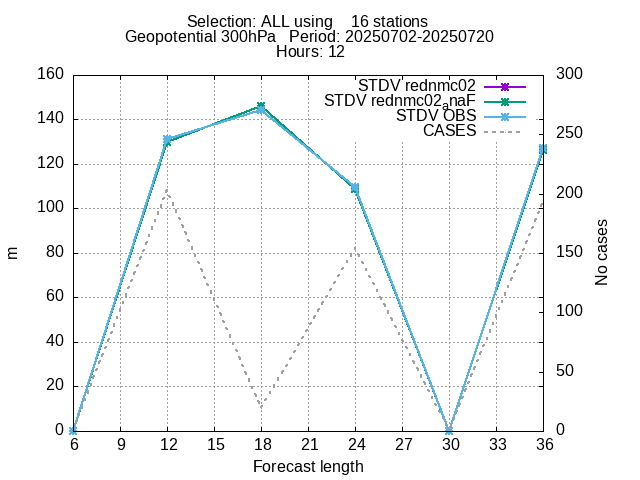 Selection: ALL using    16 stations
Geopotential 300hPa   Period: 20250702-20250720
Hours: 12
STDV rednmc02
STDV rednmc02anaF
STDV OBS
CASES
160
140
120
100
80
60
40
20
0
m
300
250
200
150
100
50
0
No cases
6 9 12 15 18 21 24 27 30 33 36
Forecast length